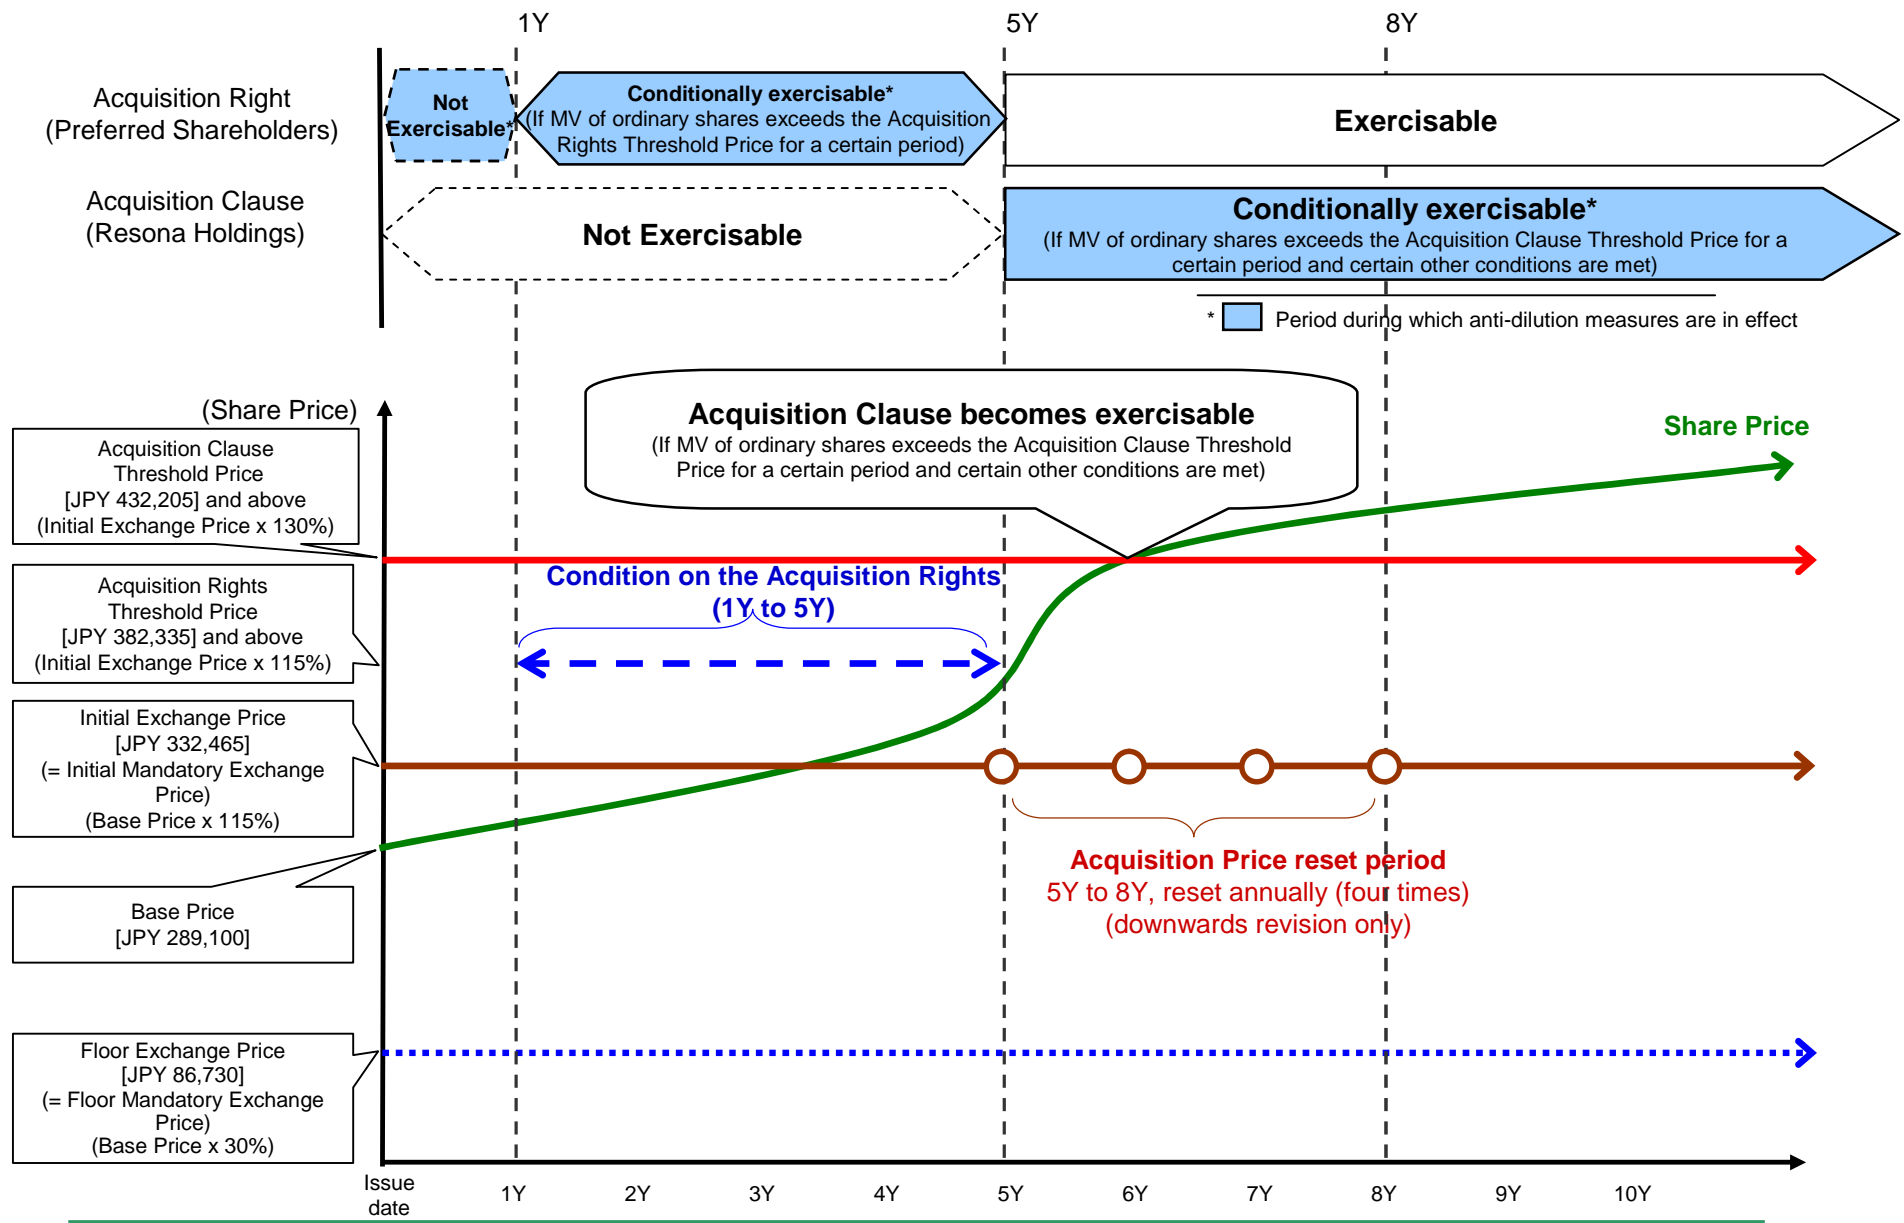 1Y
5Y
8Y
Acquisition Right
(Preferred Shareholders)
Not
Exercisable*
Conditionally exercisable*
(If MV of ordinary shares exceeds the Acquisition
Rights Threshold Price for a certain period)
Exercisable
Acquisition Clause
(Resona Holdings)
Not Exercisable
Conditionally exercisable*
(If MV of ordinary shares exceeds the Acquisition Clause Threshold Price for a
certain period and certain other conditions are met)
* Period during which anti-dilution measures are in effect
(Share Price)
Acquisition Clause becomes exercisable
(If MV of ordinary shares exceeds the Acquisition Clause Threshold
Price for a certain period and certain other conditions are met)
Share Price
Acquisition Clause
Threshold Price
[JPY 432,205] and above
(Initial Exchange Price x 130%)
Condition on the Acquisition Rights
(1Y to 5Y)
Acquisition Rights
Threshold Price
[JPY 382,335] and above
(Initial Exchange Price x 115%)
Initial Exchange Price
[JPY 332,465]
(= Initial Mandatory Exchange
Price)
(Base Price x 115%)
Acquisition Price reset period
5Y to 8Y, reset annually (four times)
(downwards revision only)
Base Price
[JPY 289,100]
Floor Exchange Price
[JPY 86,730]
(= Floor Mandatory Exchange
Price)
(Base Price x 30%)
Issue
date
1Y
2Y
3Y
4Y
5Y
6Y
7Y
8Y
9Y
10Y